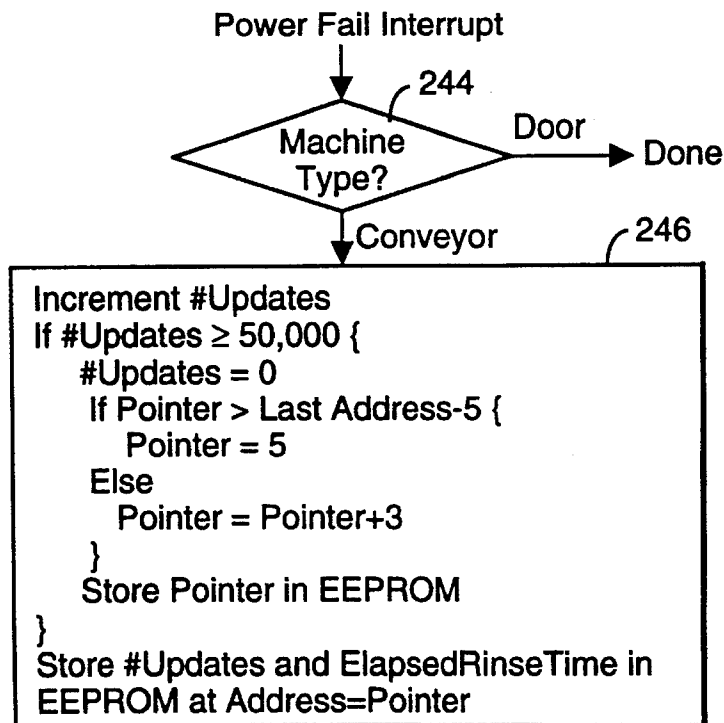 Power Fail Interrupt
244
Machine
Type?
Door
Done
Conveyor
246
Increment #Updates
If #Updates ≥ 50,000 {
#Updates = 0
If Pointer > Last Address-5 {
Pointer = 5
Else
Pointer = Pointer+3
}
Store Pointer in EEPROM
}
Store #Updates and ElapsedRinseTime in
EEPROM at Address=Pointer